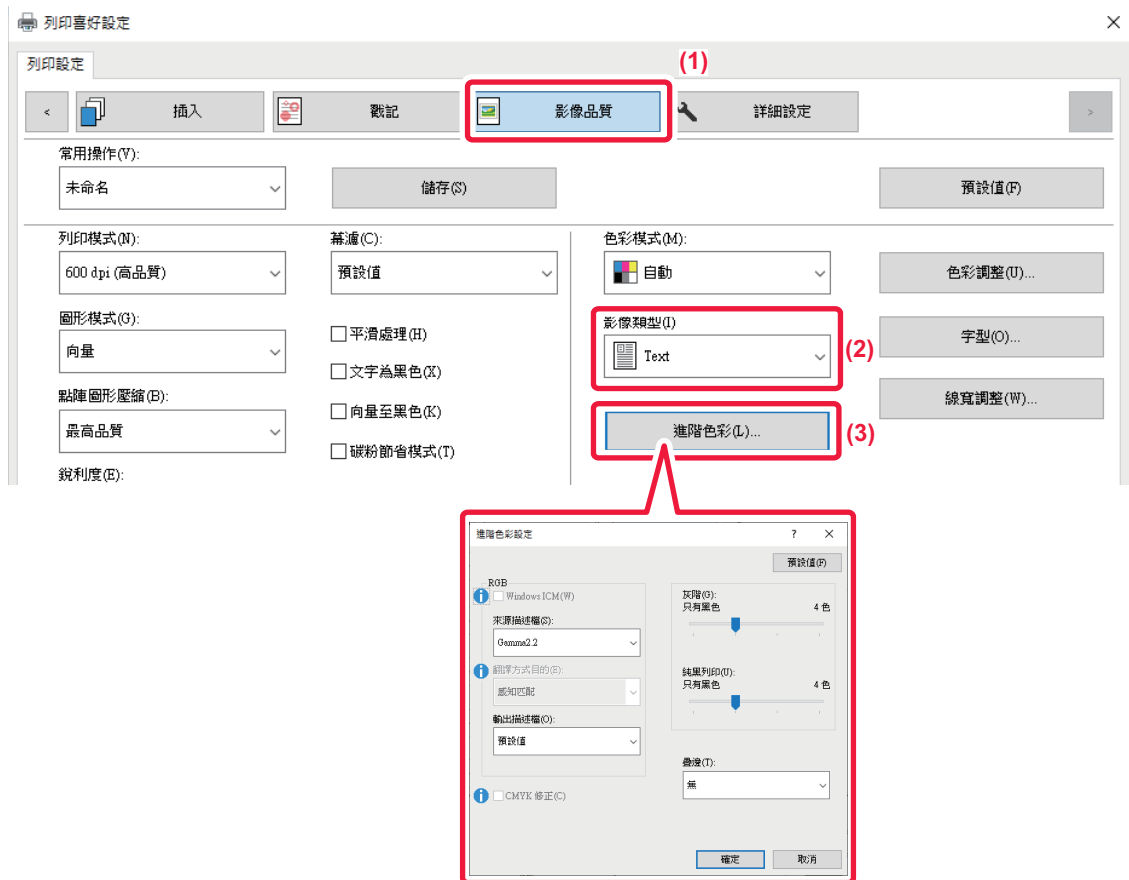 列印喜好設定
列印設定
(1)
插入
戳記
影像品質
詳細設定
常用操作(V):
未命名
儲存(S)
預設值(F)
列印模式(N):
600 dpi (高品質)
圖形模式(G):
向量
點陣圖形壓縮(B):
最高品質
銳利度(E):
幕濾(C):
預設值
平滑處理(H)
文字為黑色(X)
向量至黑色(K)
碳粉節省模式(T)
色彩模式(M):
自動
影像類型(I)
Text
(2)
進階色彩(L)...
(3)
色彩調整(U)...
字型(O)...
線寬調整(W)...
進階色彩設定
預設值(F)
RGB
Windows ICM(W)
來源描述檔(S):
Gamma2.2
翻譯方式目的(E):
感知匹配
輸出描述檔(O):
預設值
CMYK 修正(C)
灰階(G):
只有黑色 4 色
純黑列印(U):
只有黑色 4 色
疊邊(T):
無
確定
取消